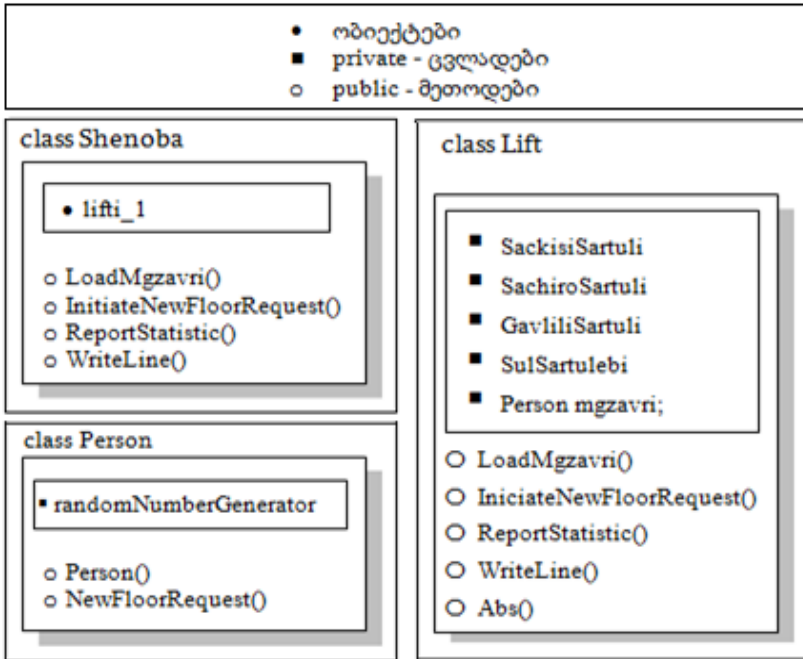 ● ობიექტები
■ private - ცვლადები
○ public - მეთოდები
class Shenoba
● lifti_1
○ LoadMgzavri()
○ InitiateNewFloorRequest()
○ ReportStatistic()
○ WriteLine()
class Person
▪ randomNumberGenerator
○ Person()
○ NewFloorRequest()
class Lift
■ SackisiSartuli
■ SachiroSartuli
■ GavliliSartuli
■ SulSartulebi
■ Person mgzavri;
○ LoadMgzavri()
○ IniciateNewFloorRequest()
○ ReportStatistic()
○ WriteLine()
○ Abs()